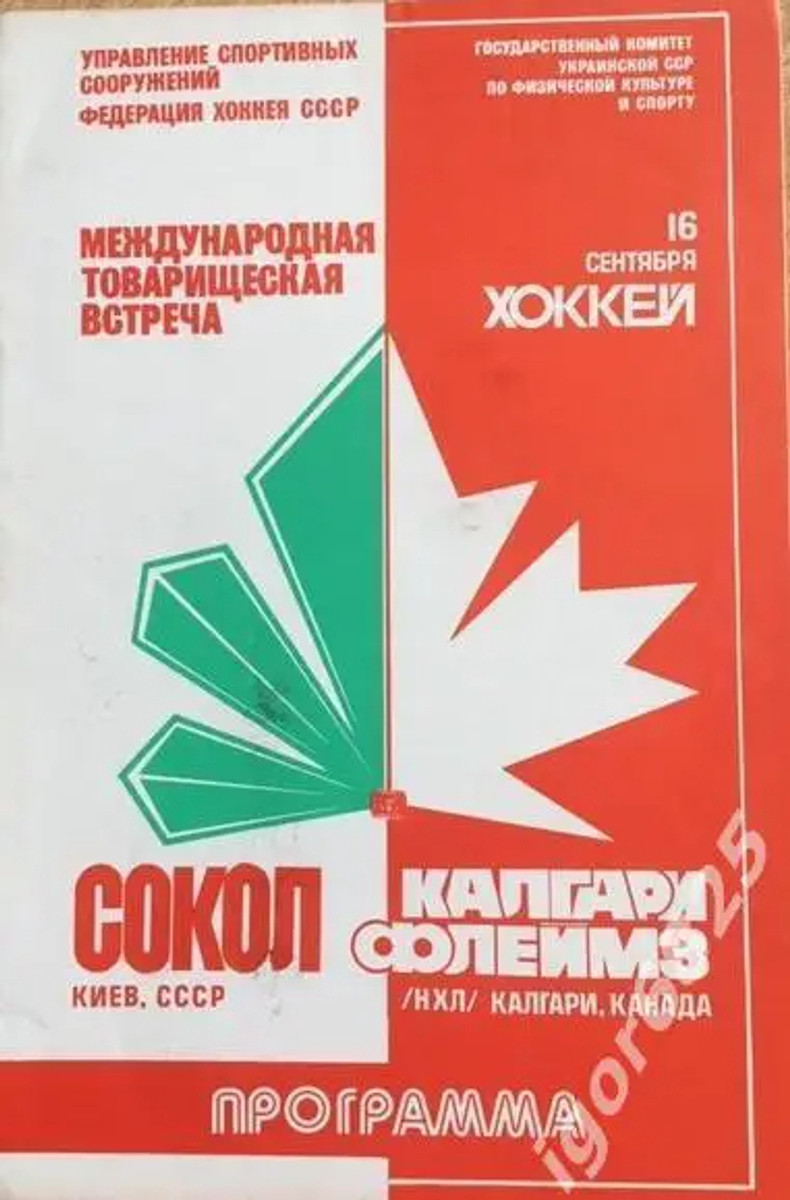 УПРАВЛЕНИЕ СПОРТИВНЫХ
СООРУЖЕНИЙ
ФЕДЕРАЦИЯ ХОККЕЯ СССР
ГОСУДАРСТВЕННЫЙ КОМИТЕТ
УКРАИНСКОЙ ССР
ПО ФИЗИЧЕСКОЙ КУЛЬТУРЕ
И СПОРТУ
МЕЖДУНАРОДНАЯ
ТОВАРИЩЕСКАЯ
ВСТРЕЧА
16
СЕНТЯБРЯ
ХОККЕЙ
СОКОЛ
КИЕВ, СССР
КАЛГАРИ
ФЛЕЙМЗ
/НХЛ/ КАЛГАРИ, КАНАДА
ПРОГРАММА